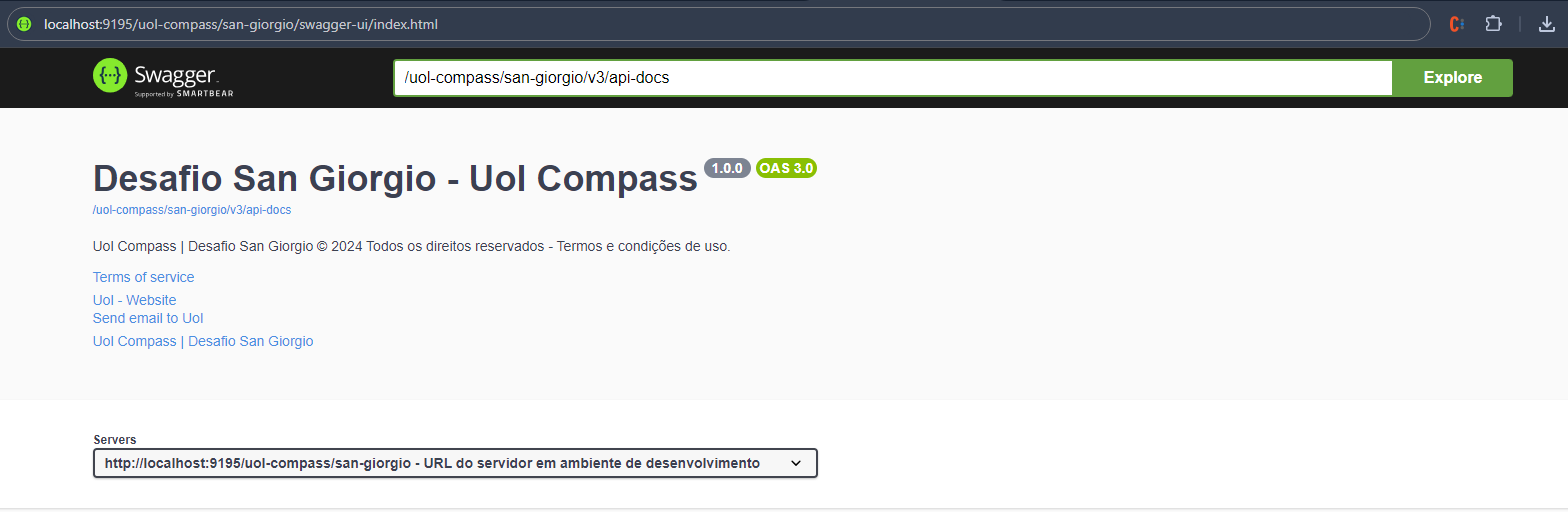 localhost:9195/uol-compass/san-giorgio/swagger-ui/index.html
Swagger
Supported by SMARTBEAR
/uol-compass/san-giorgio/v3/api-docs
Explore
Desafio San Giorgio - Uol Compass 1.0.0 OAS 3.0
/uol-compass/san-giorgio/v3/api-docs
Uol Compass | Desafio San Giorgio © 2024 Todos os direitos reservados - Termos e condições de uso.
Terms of service
Uol - Website
Send email to Uol
Uol Compass | Desafio San Giorgio
Servers
http://localhost:9195/uol-compass/san-giorgio - URL do servidor em ambiente de desenvolvimento